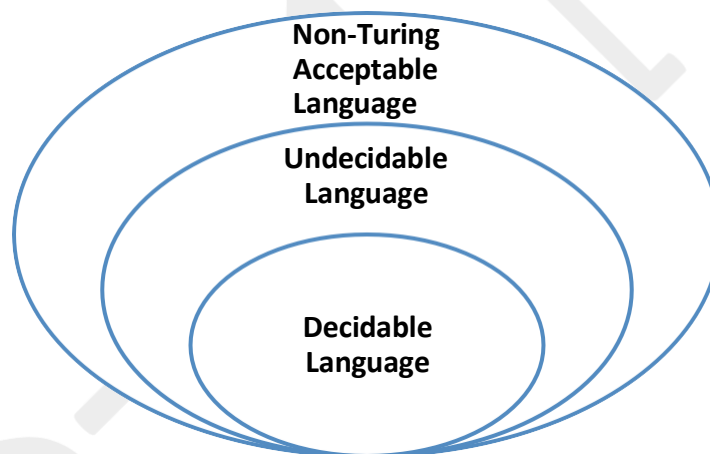 Non-Turing
Acceptable
Language
Undecidable
Language
Decidable
Language